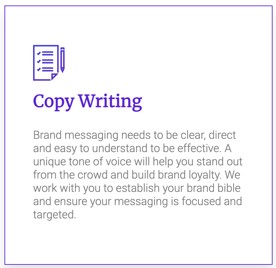 Copy Writing
Brand messaging needs to be clear, direct
and easy to understand to be effective. A
unique tone of voice will help you stand out
from the crowd and build brand loyalty. We
work with you to establish your brand bible
and ensure your messaging is focused and
targeted.